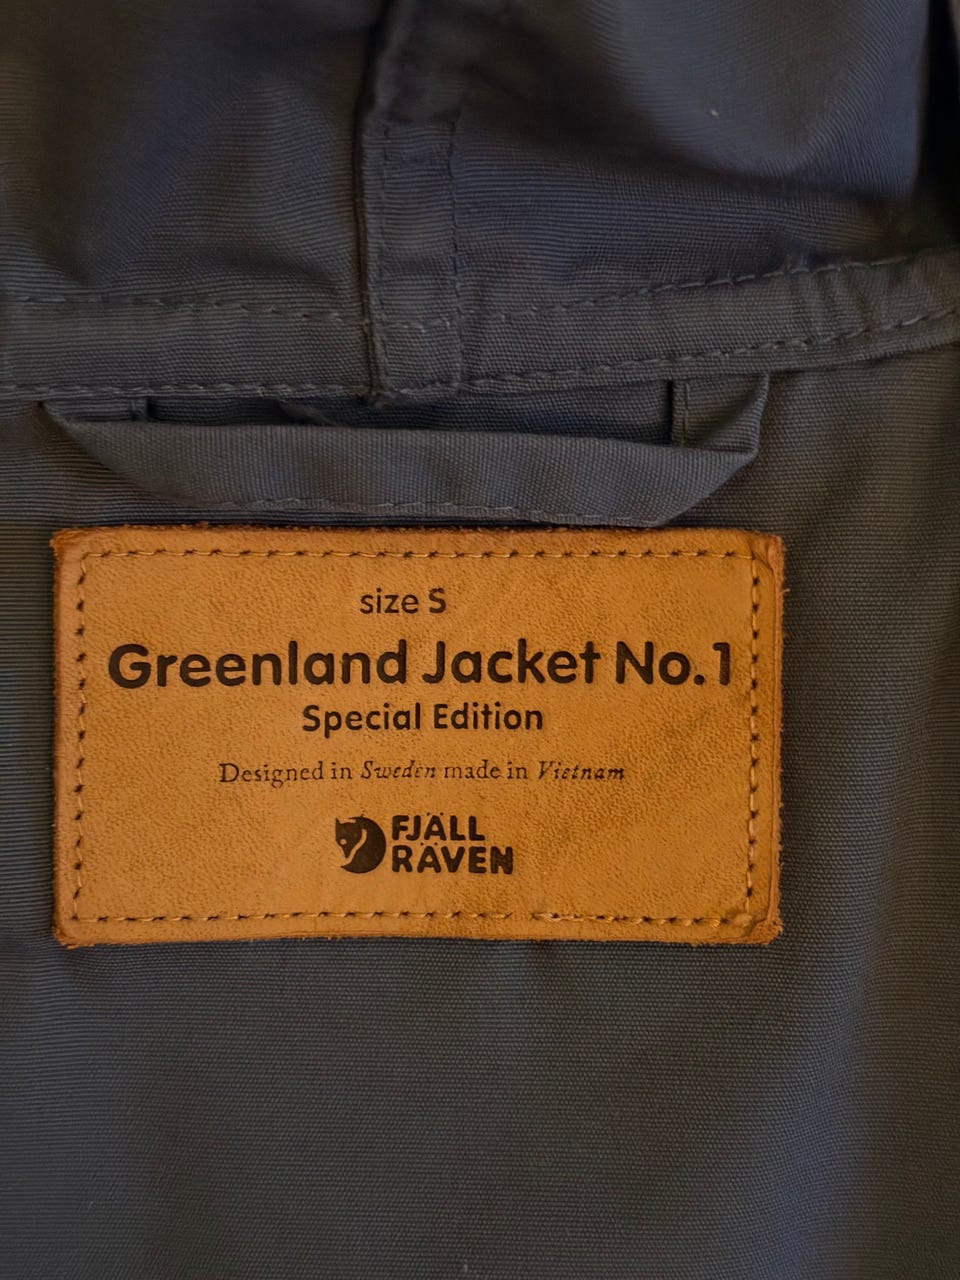 size S
Greenland Jacket No.1
Special Edition
Designed in Sweden made in Vietnam
FJÄLL
RÄVEN